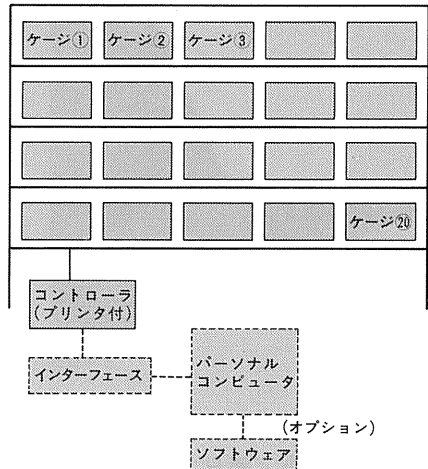 ケージ① ケージ② ケージ③
ケージ⑳
コントローラ
(プリンタ付)
インターフェース
パーソナル
コンピュータ
(オプション)
ソフトウェア